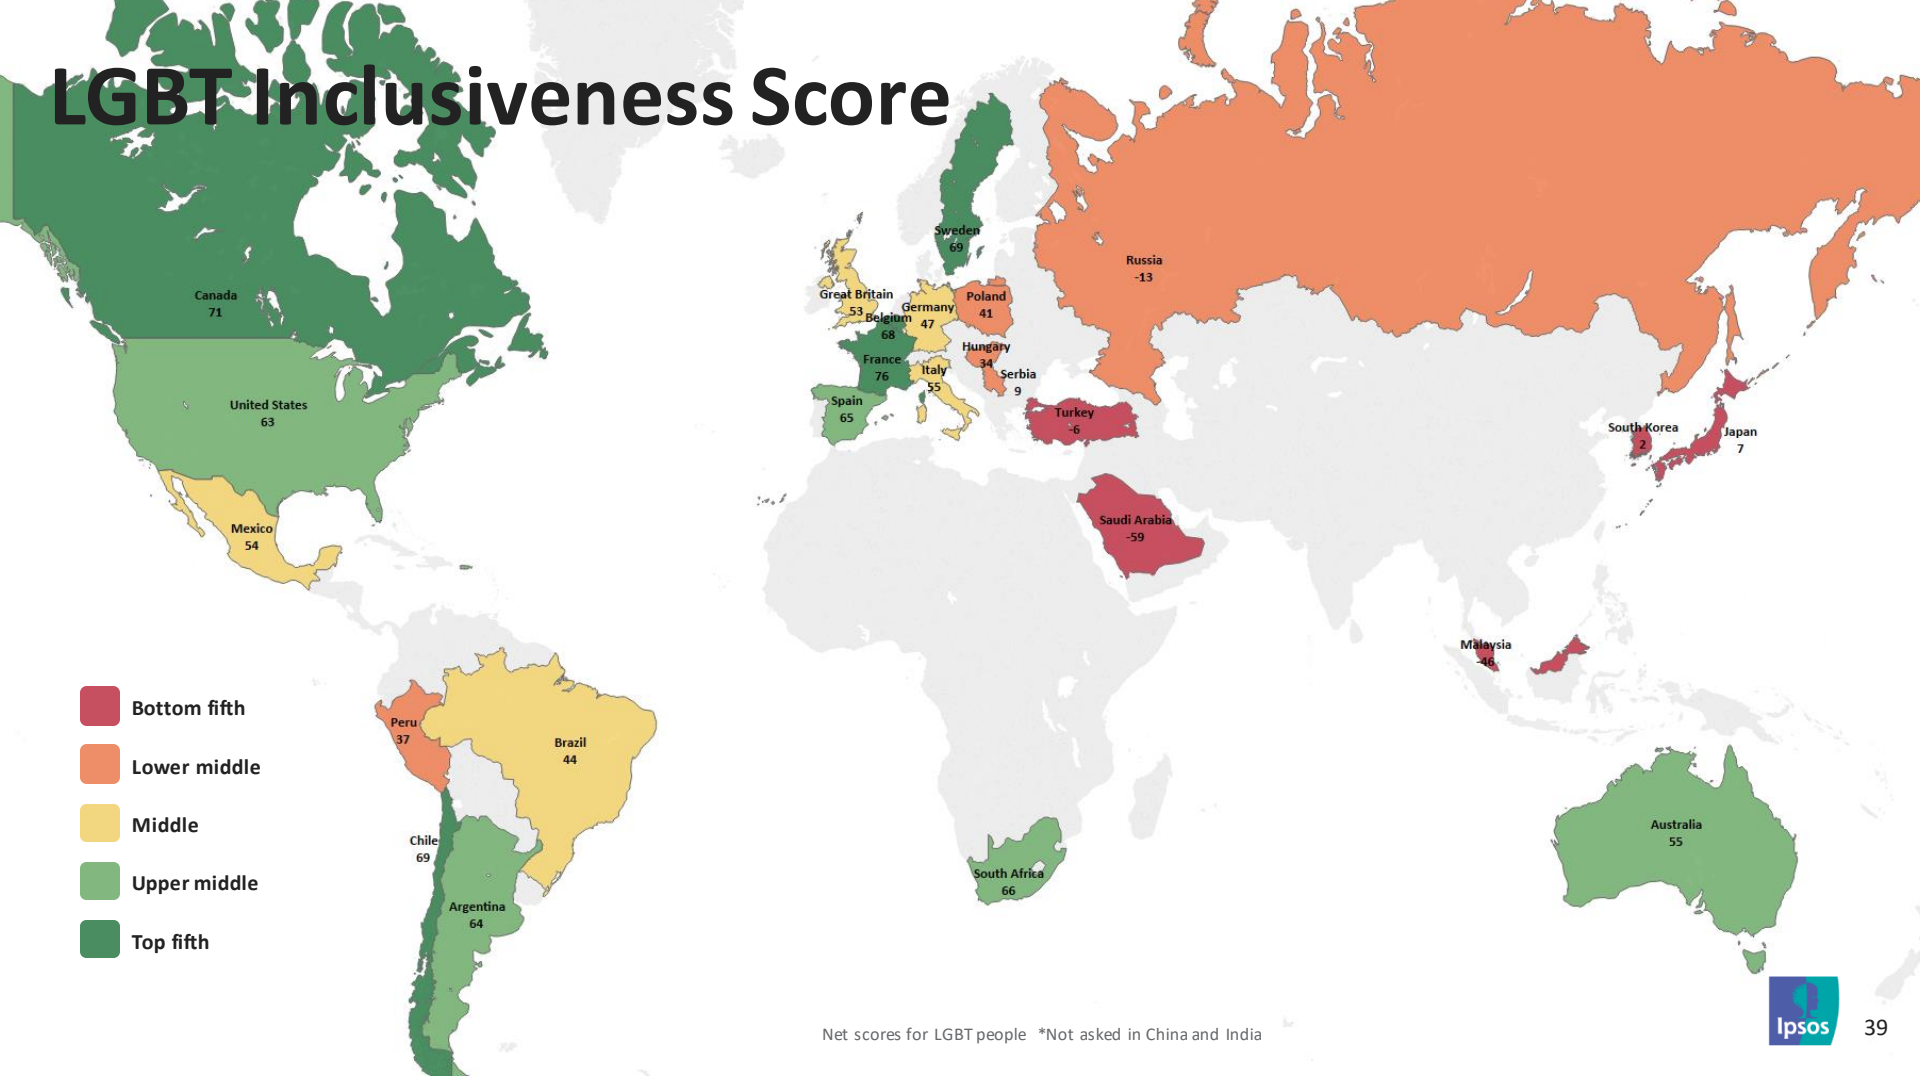 LGBT Inclusiveness Score
Sweden
69
Russia
-13
Canada
71
Great Britain
53
Germany
47
Poland
41
Belgium
68
Hungary
34
France
76
Italy
55
Serbia
9
United States
63
Spain
65
Turkey
-6
South Korea
2
Japan
7
Mexico
54
Saudi Arabia
-59
Malaysia
-46
Peru
37
Brazil
44
Chile
69
Argentina
64
South Africa
66
Australia
55
Bottom fifth
Lower middle
Middle
Upper middle
Top fifth
Net scores for LGBT people *Not asked in China and India
Ipsos
39